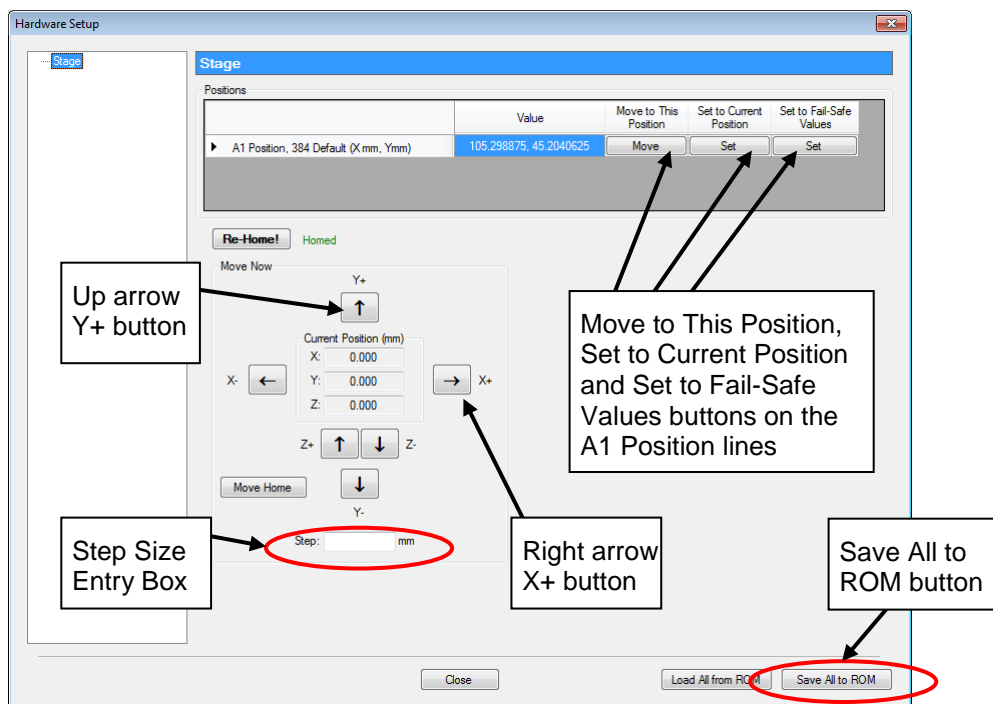 Hardware Setup
Stage
Stage
Positions
Value
Move to This
Position
Set to Current
Position
Set to Fail-Safe
Values
A1 Position, 384 Default (X mm, Ymm)
105.298875, 45.2040625
Move
Set
Set
Re-Home!
Homed
Move Now
Y+
Up arrow
Y+ button
Current Position (mm)
X: 0.000
X-
Y: 0.000
X+
Z: 0.000
Z+
Z-
Move Home
Y-
Step:
mm
Move to This Position,
Set to Current Position
and Set to Fail-Safe
Values buttons on the
A1 Position lines
Step Size
Entry Box
Right arrow
X+ button
Save All to
ROM button
Close
Load All from ROM
Save All to ROM